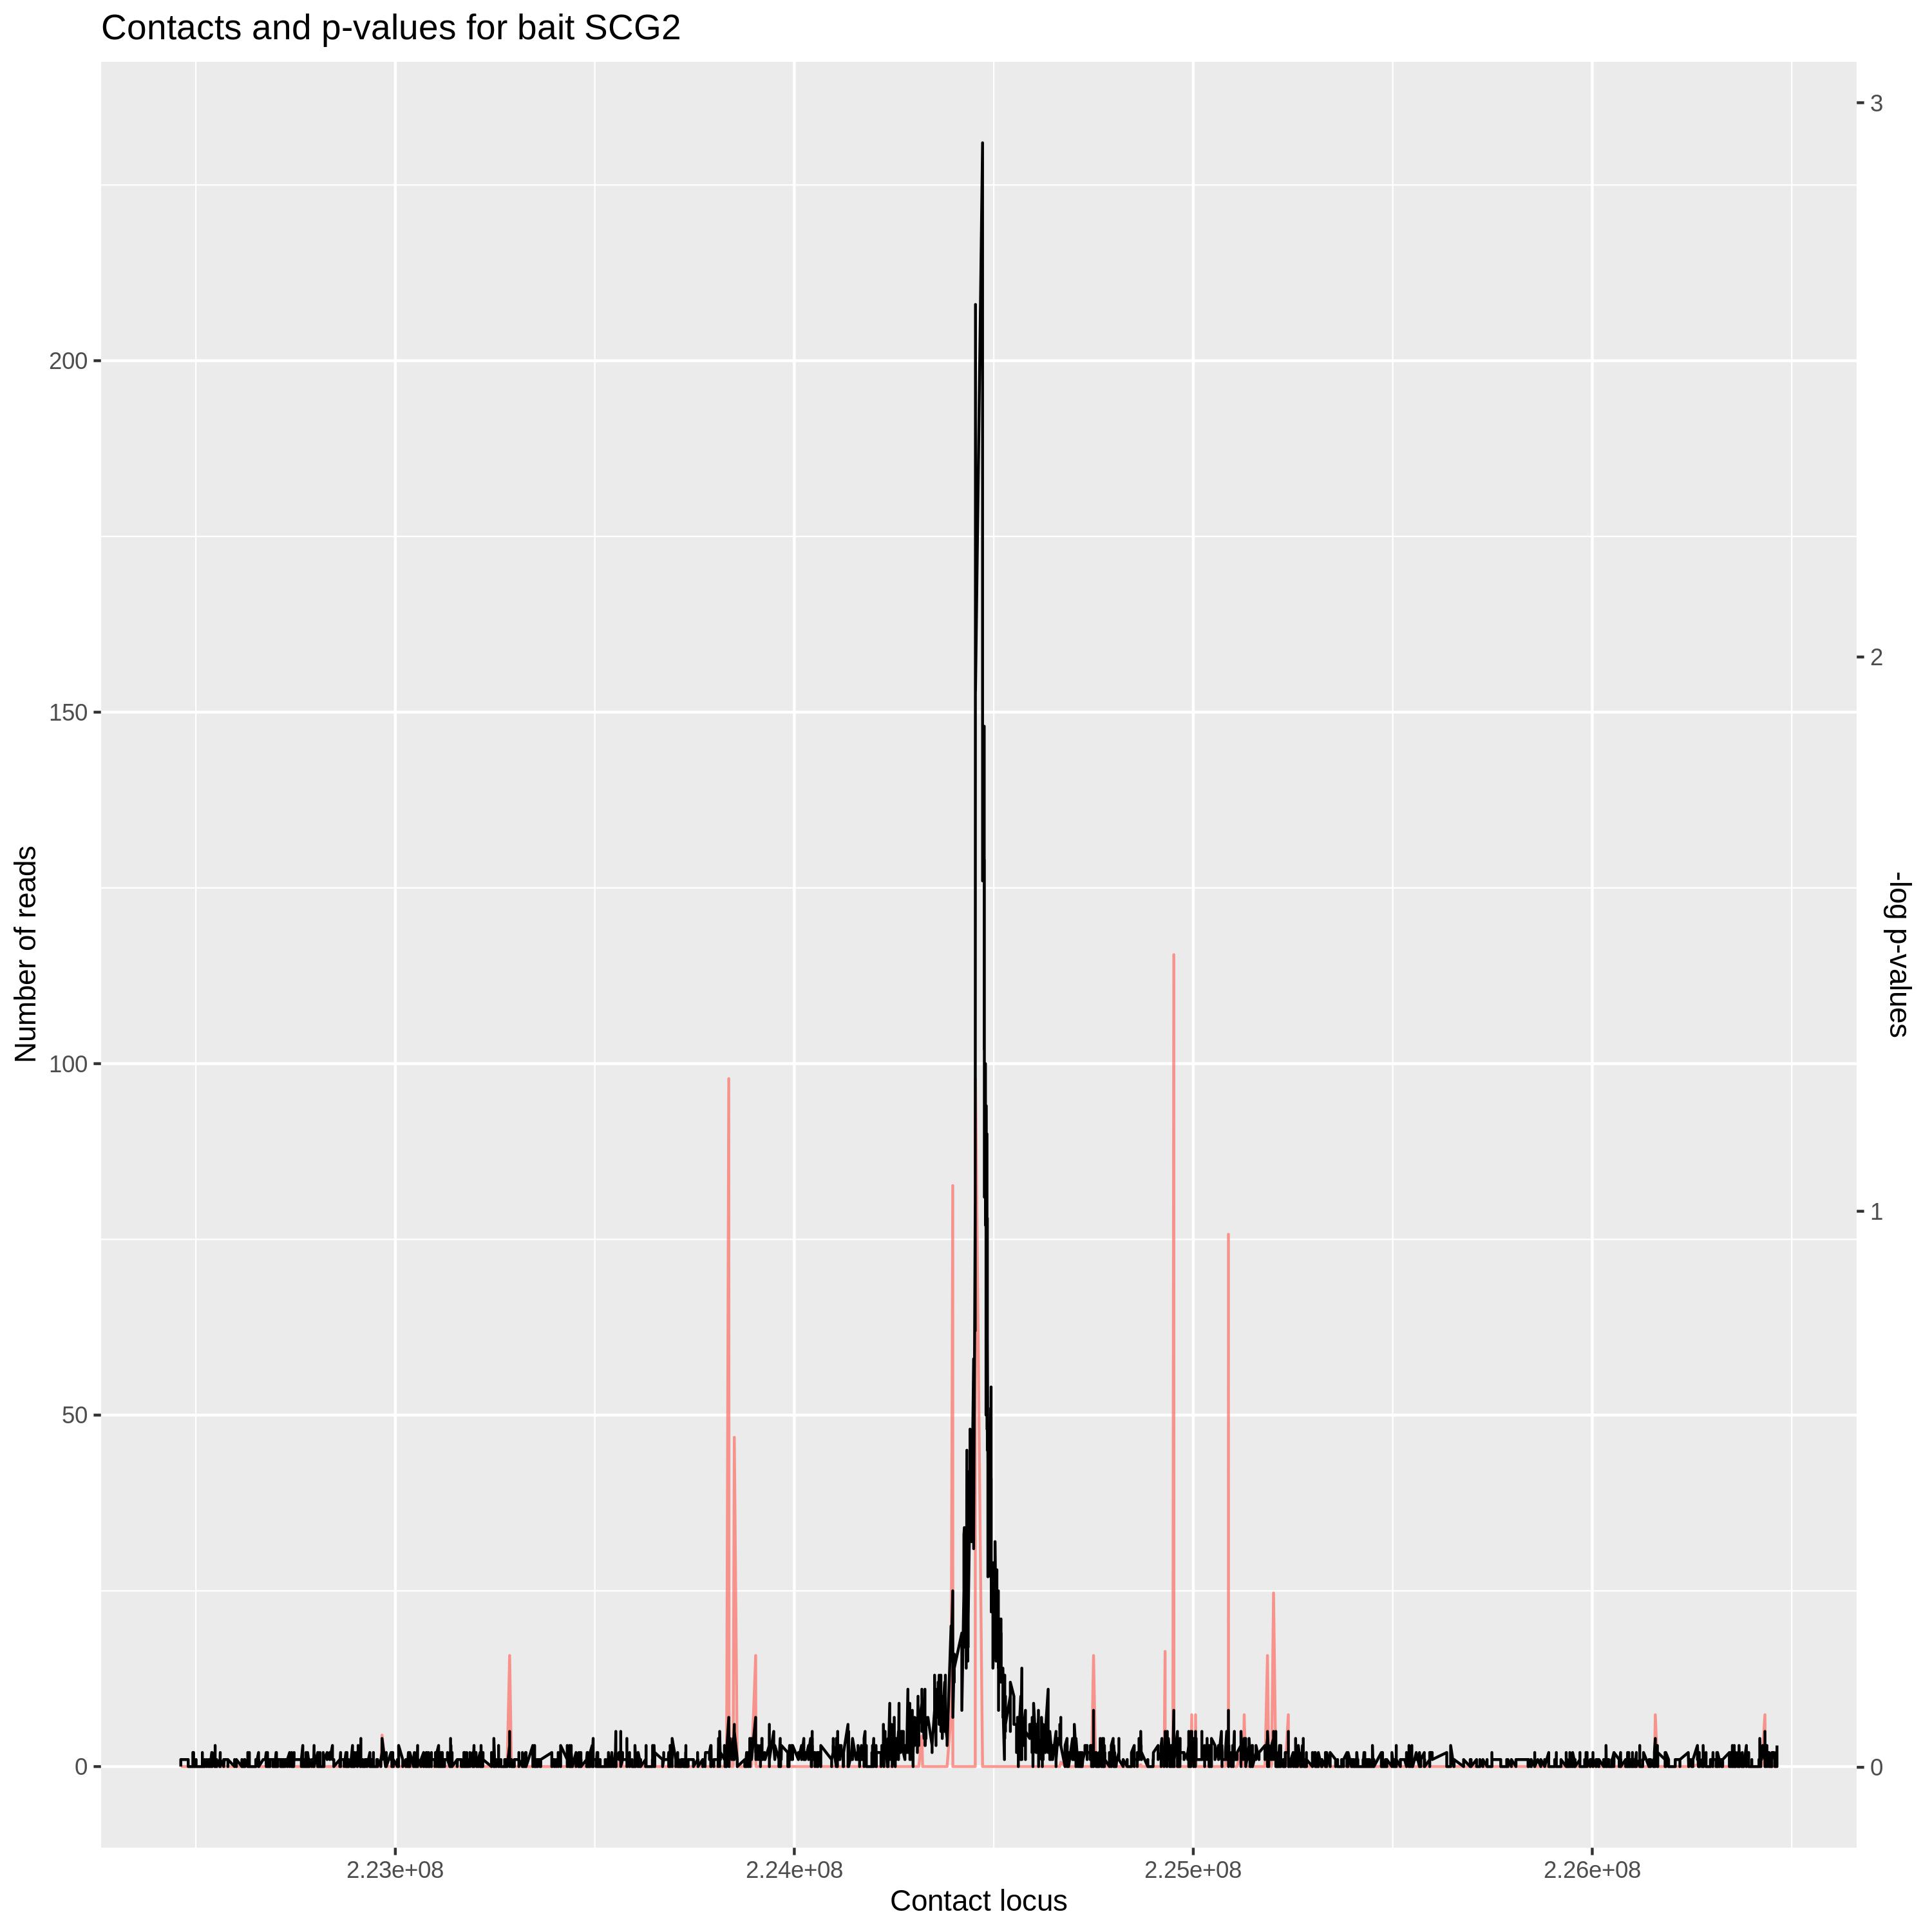 Contacts and p-values for bait SCG2
Number of reads
200
150
100
50
0
3
2
1
0
-log p-values
2.23e+08 2.24e+08 2.25e+08 2.26e+08
Contact locus